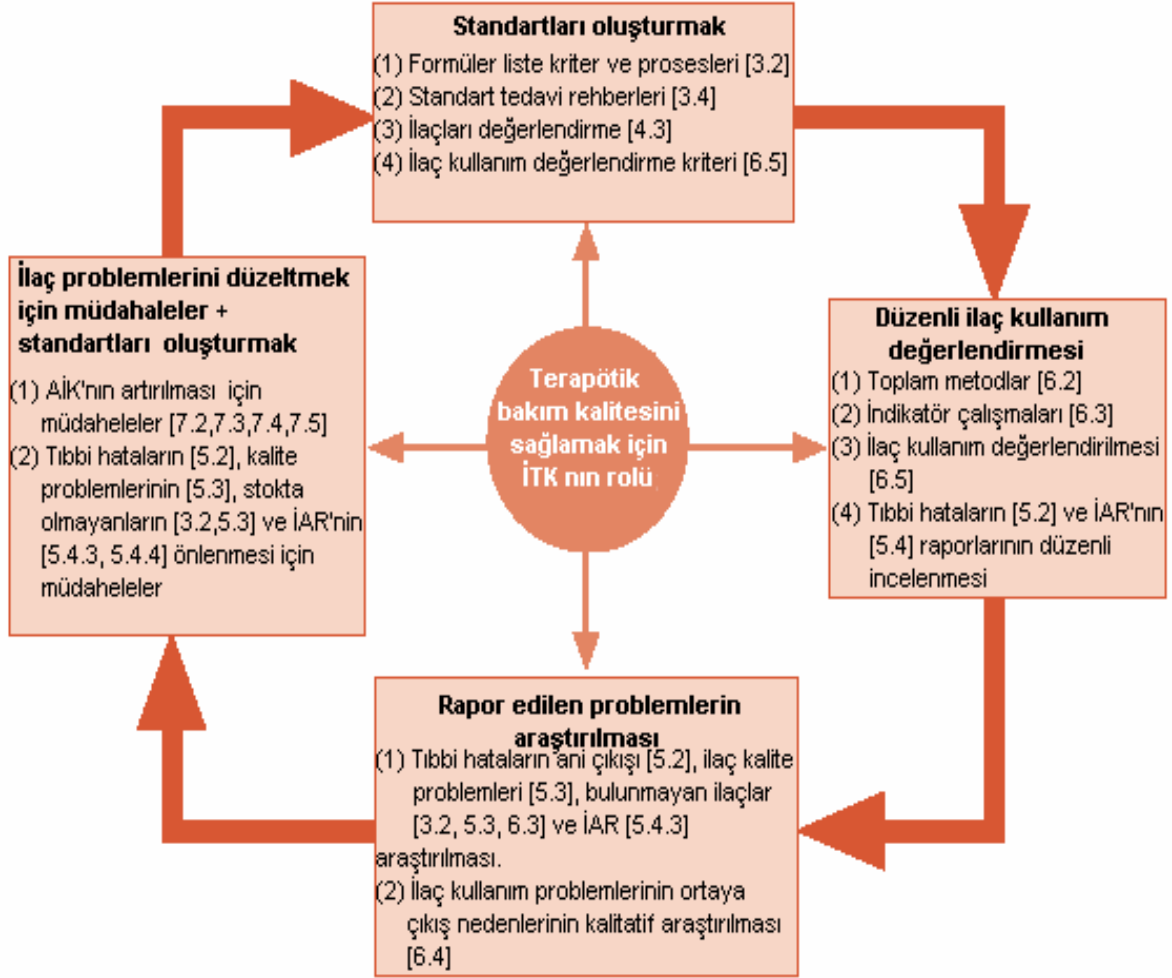 Standartları oluşturmak
(1) Formüler liste kriter ve prosesleri [3.2]
(2) Standart tedavi rehberleri [3.4]
(3) İlaçları değerlendirme [4.3]
(4) İlaç kullanım değerlendirme kriteri [6.5]
İlaç problemlerini düzeltmek
için müdahaleler +
standartları oluşturmak
(1) AİK'nın artırılması için
müdaheleler [7.2,7.3,7.4,7.5]
(2) Tıbbi hataların [5.2], kalite
problemlerinin [5.3], stokta
olmayanların [3.2,5.3] ve İAR'nin
[5.4.3, 5.4.4] önlenmesi için
müdaheleler
Terapötik
bakım kalitesini
sağlamak için
İTK nın rolü
Düzenli ilaç kullanım
değerlendirmesi
(1) Toplam metodlar [6.2]
(2) İndikatör çalışmaları [6.3]
(3) İlaç kullanım değerlendirilmesi
[6.5]
(4) Tıbbi hataların [5.2] ve İAR'nın
[5.4] raporlarının düzenli
incelenmesi
Rapor edilen problemlerin
araştırılması
(1) Tıbbi hataların ani çıkışı [5.2], ilaç kalite
problemleri [5.3], bulunmayan ilaçlar
[3.2, 5.3, 6.3] ve İAR [5.4.3]
araştırılması.
(2) İlaç kullanım problemlerinin ortaya
çıkış nedenlerinin kalitatif araştırılması
[6.4]